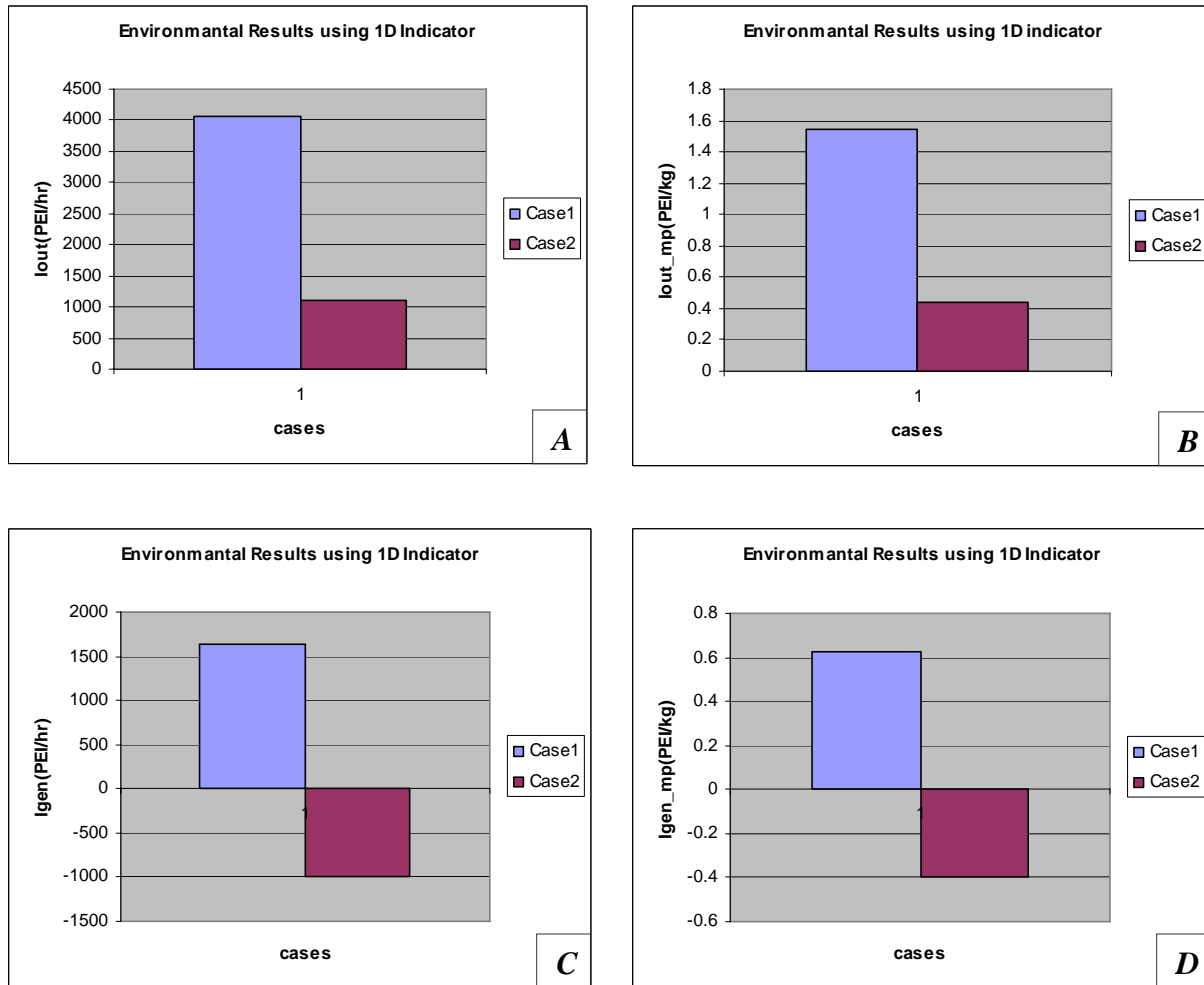 Environmantal Results using 1D Indicator
4500
4000
3500
3000
2500
2000
1500
1000
500
0
Iout(PEI/hr)
1
cases
Case1
Case2
A
Environmantal Results using 1D indicator
1.8
1.6
1.4
1.2
1
0.8
0.6
0.4
0.2
0
Iout_mp(PEI/kg)
1
cases
Case1
Case2
B
Environmantal Results using 1D Indicator
2000
1500
1000
500
0
-500
-1000
-1500
Igen(PEI/hr)
1
cases
Case1
Case2
C
Environmantal Results using 1D Indicator
0.8
0.6
0.4
0.2
0
-0.2
-0.4
-0.6
Igen_mp(PEI/kg)
1
cases
Case1
Case2
D